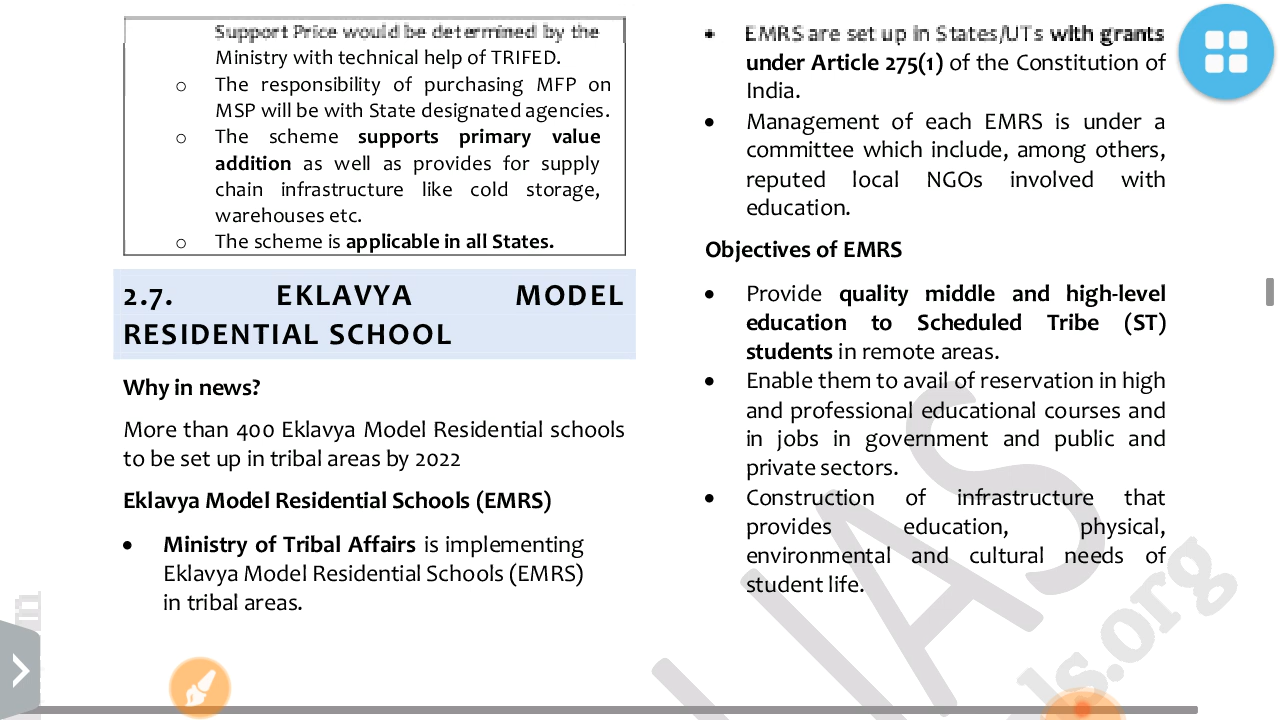 Support Price would be determined by the
Ministry with technical help of TRIFED.
o The responsibility of purchasing MFP on
MSP will be with State designated agencies.
o The scheme supports primary value
addition as well as provides for supply
chain infrastructure like cold storage,
warehouses etc.
o The scheme is applicable in all States.
2.7. EKLAVYA MODEL
RESIDENTIAL SCHOOL
Why in news?
More than 400 Eklavya Model Residential schools
to be set up in tribal areas by 2022
Eklavya Model Residential Schools (EMRS)
• Ministry of Tribal Affairs is implementing
Eklavya Model Residential Schools (EMRS)
in tribal areas.
• EMRS are set up in States/UTs with grants
under Article 275(1) of the Constitution of
India.
• Management of each EMRS is under a
committee which include, among others,
reputed local NGOs involved with
education.
Objectives of EMRS
• Provide quality middle and high-level
education to Scheduled Tribe (ST)
students in remote areas.
• Enable them to avail of reservation in high
and professional educational courses and
in jobs in government and public and
private sectors.
• Construction of infrastructure that
provides education, physical,
environmental and cultural needs of
student life.
IAS
ls.org
in